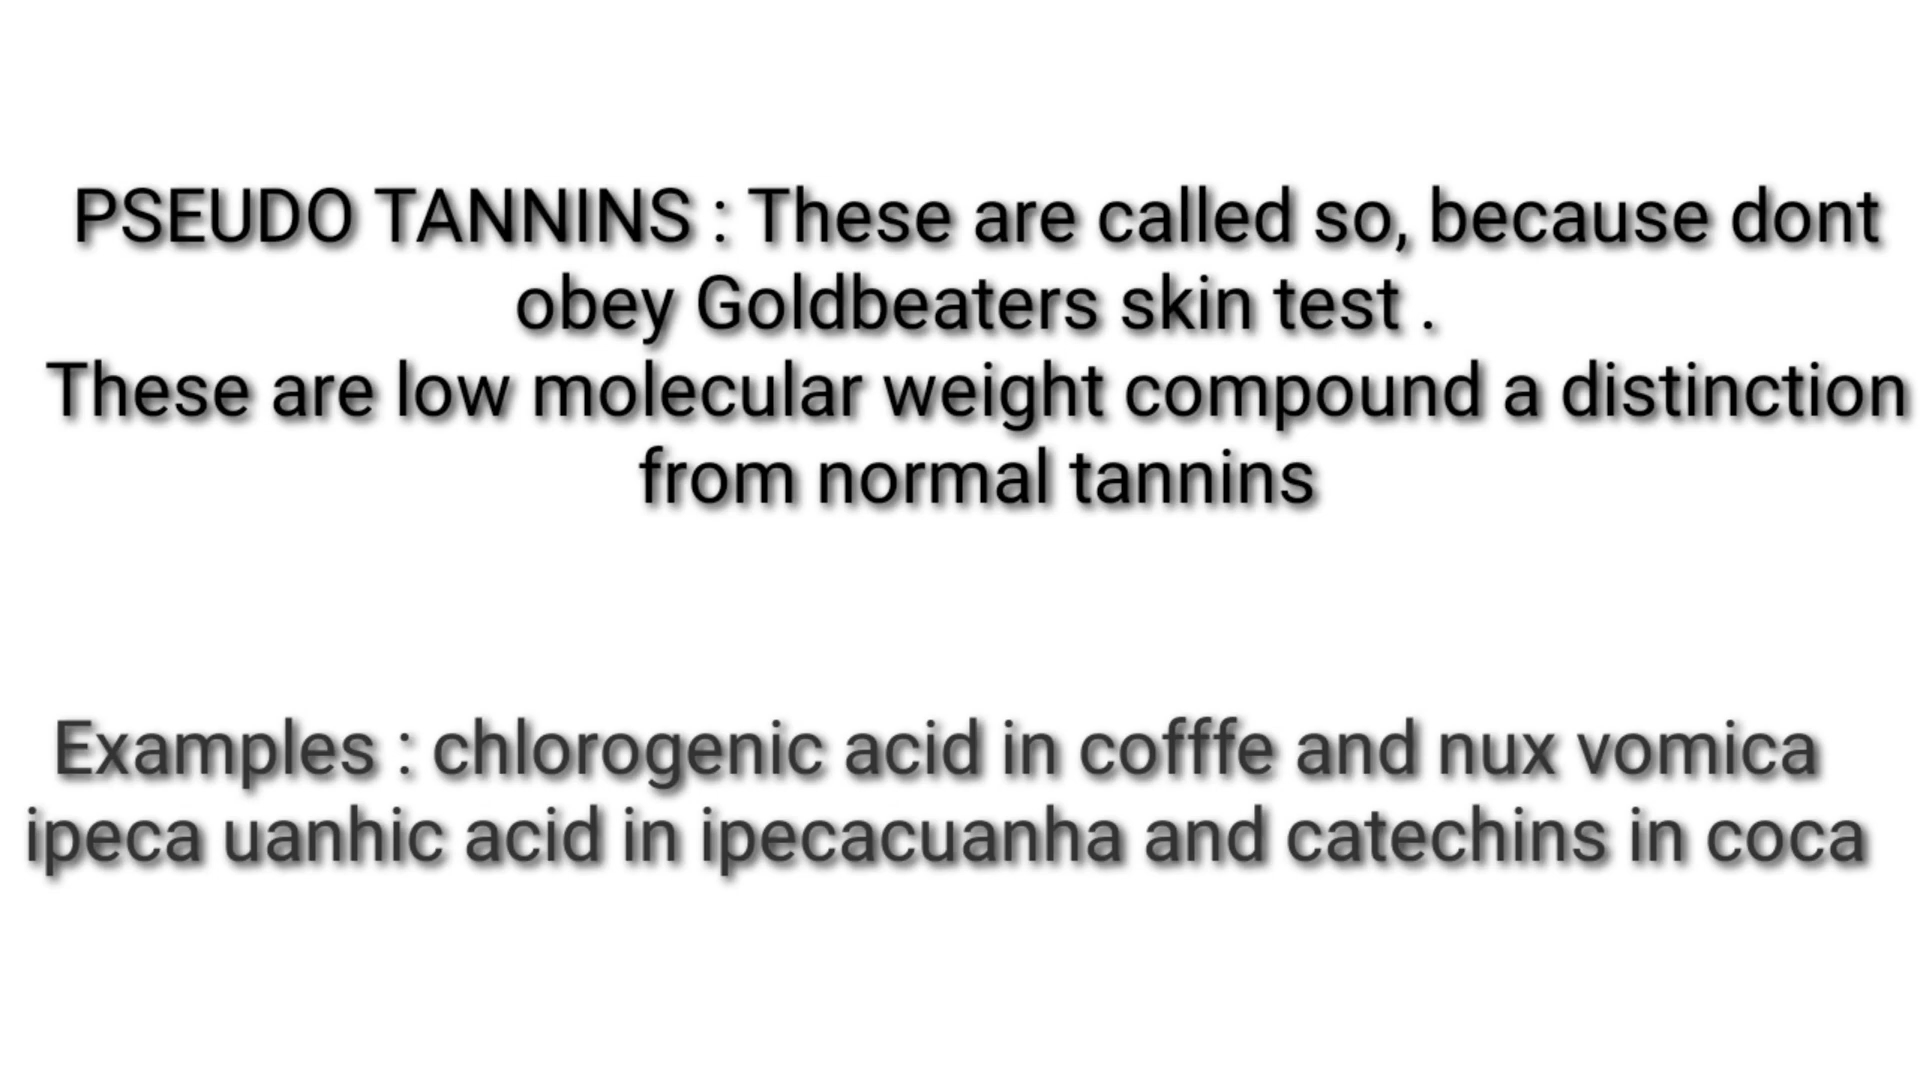 PSEUDO TANNINS : These are called so, because dont
obey Goldbeaters skin test .
These are low molecular weight compound a distinction
from normal tannins
Examples : chlorogenic acid in cofffe and nux vomica
ipeca uanhic acid in ipecacuanha and catechins in coca